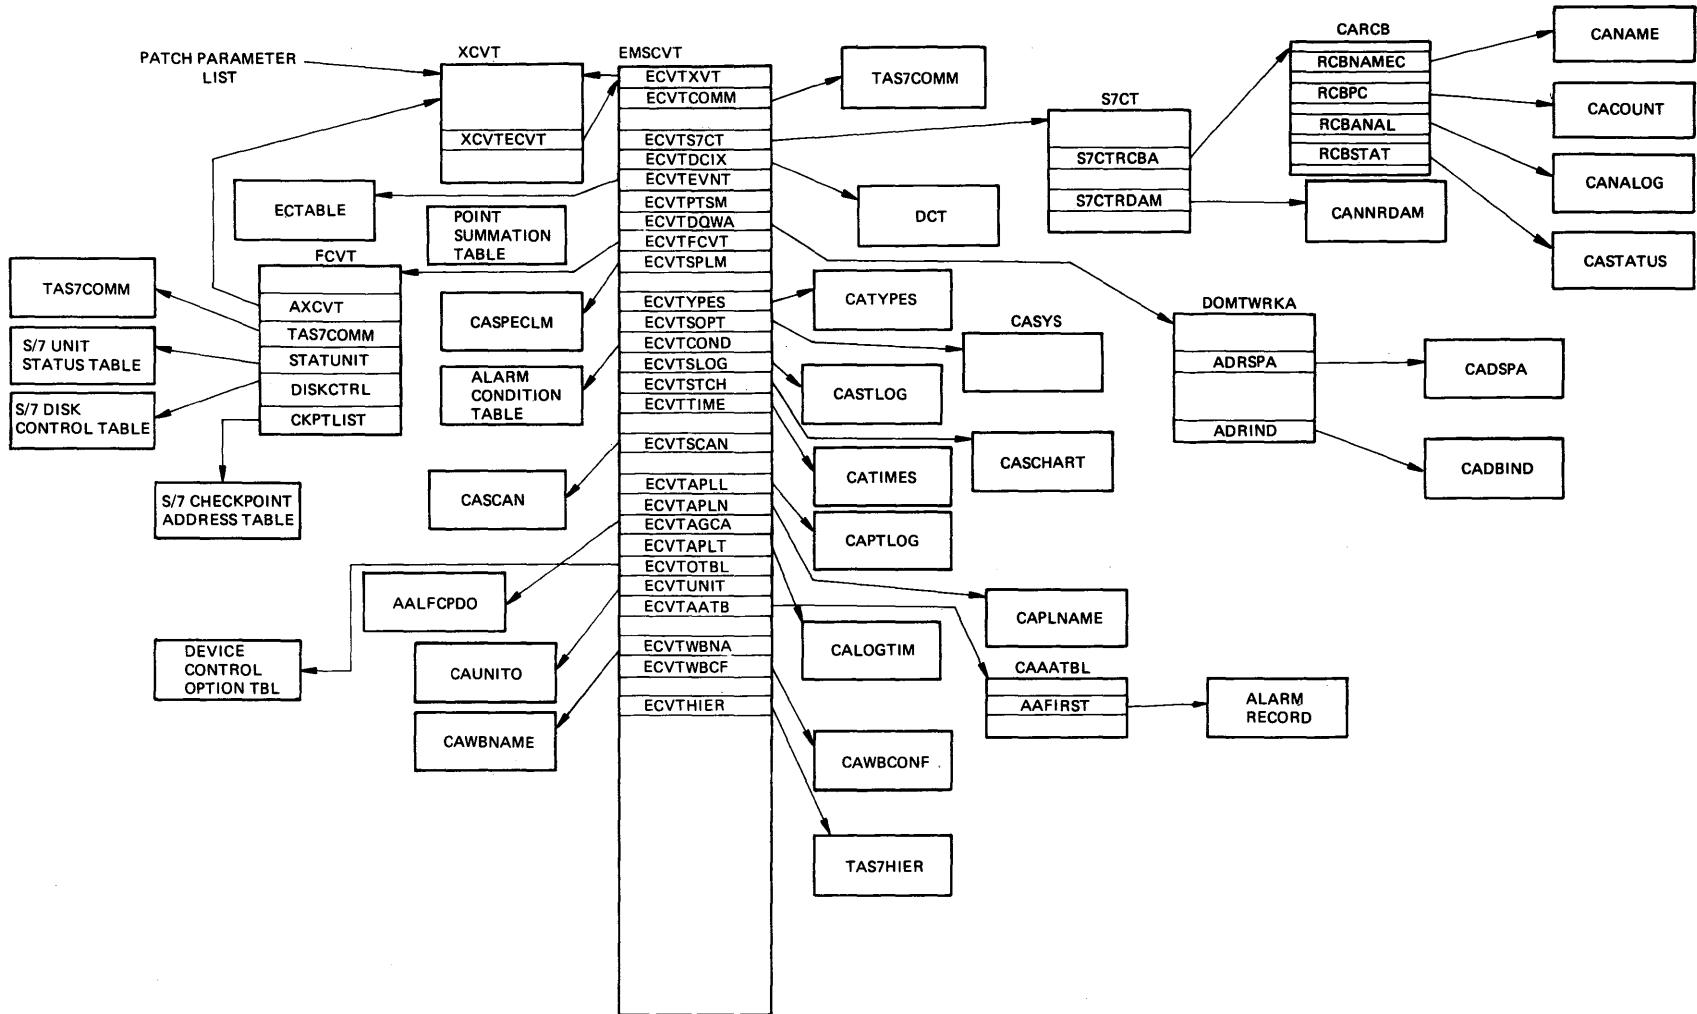 PATCH PARAMETER
LIST
XCVT
XCVTECVT
EMSCVT
ECVTXVT
ECVTCOMM
ECVTS7CT
ECVTDCIX
ECVTEVNT
ECVTPTSM
ECVTDQWA
ECVTFCVT
ECVTSPLM
ECVTYPES
ECVTSOPT
ECVTCOND
ECVTSLOG
ECVTSTCH
ECVTTIME
ECVTSCAN
ECVTAPLL
ECVTAPLN
ECVTAGCA
ECVTAPLT
ECVTOTBL
ECVTUNIT
ECVTAATB
ECVTWBNA
ECVTWBCF
ECVTHIER
ECTABLE
POINT
SUMMATION
TABLE
FCVT
AXCVT
TAS7COMM
STATUNIT
DISKCTRL
CKPTLIST
TAS7COMM
S/7 UNIT
STATUS TABLE
S/7 DISK
CONTROL TABLE
S/7 CHECKPOINT
ADDRESS TABLE
CASPECLM
ALARM
CONDITION
TABLE
CASCAN
AALFCPDO
DEVICE
CONTROL
OPTION TBL
CAUNITO
CAWBNAME
TAS7COMM
DCT
CATYPES
CASYS
CASTLOG
CASCHART
CATIMES
CAPTLOG
CAPLNAME
CALOGTIM
CAAATBL
AAFIRST
ALARM
RECORD
CAWBCONF
TAS7HIER
S7CT
S7CTRCBA
S7CTRDAM
CANNRDAM
CARCB
RCBNAMEC
RCBPC
RCBANAL
RCBSTAT
CANAME
CACOUNT
CANALOG
CASTATUS
DOMTWRKA
ADRSPA
ADRIND
CADSPA
CADBIND